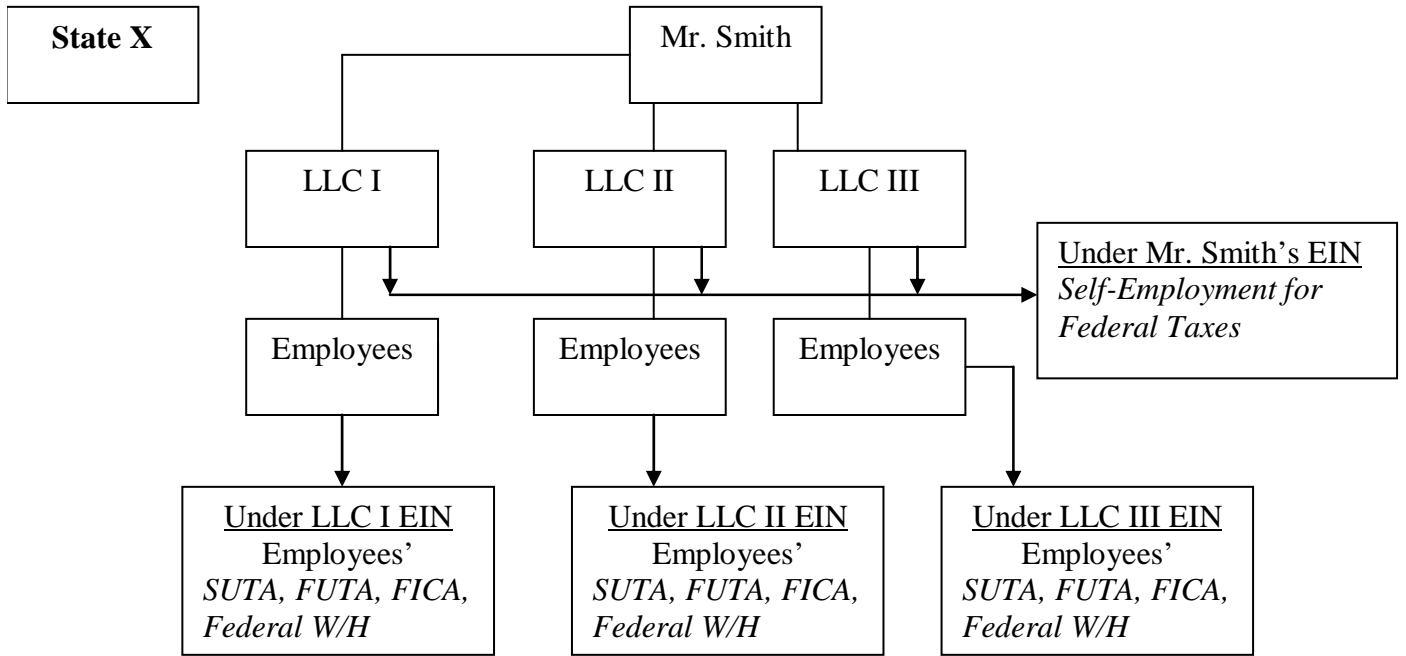 State X
Mr. Smith
LLC I
LLC II
LLC III
Under Mr. Smith’s EIN
Self-Employment for
Federal Taxes
Employees
Employees
Employees
Under LLC I EIN
Employees’
SUTA, FUTA, FICA,
Federal W/H
Under LLC II EIN
Employees’
SUTA, FUTA, FICA,
Federal W/H
Under LLC III EIN
Employees’
SUTA, FUTA, FICA,
Federal W/H